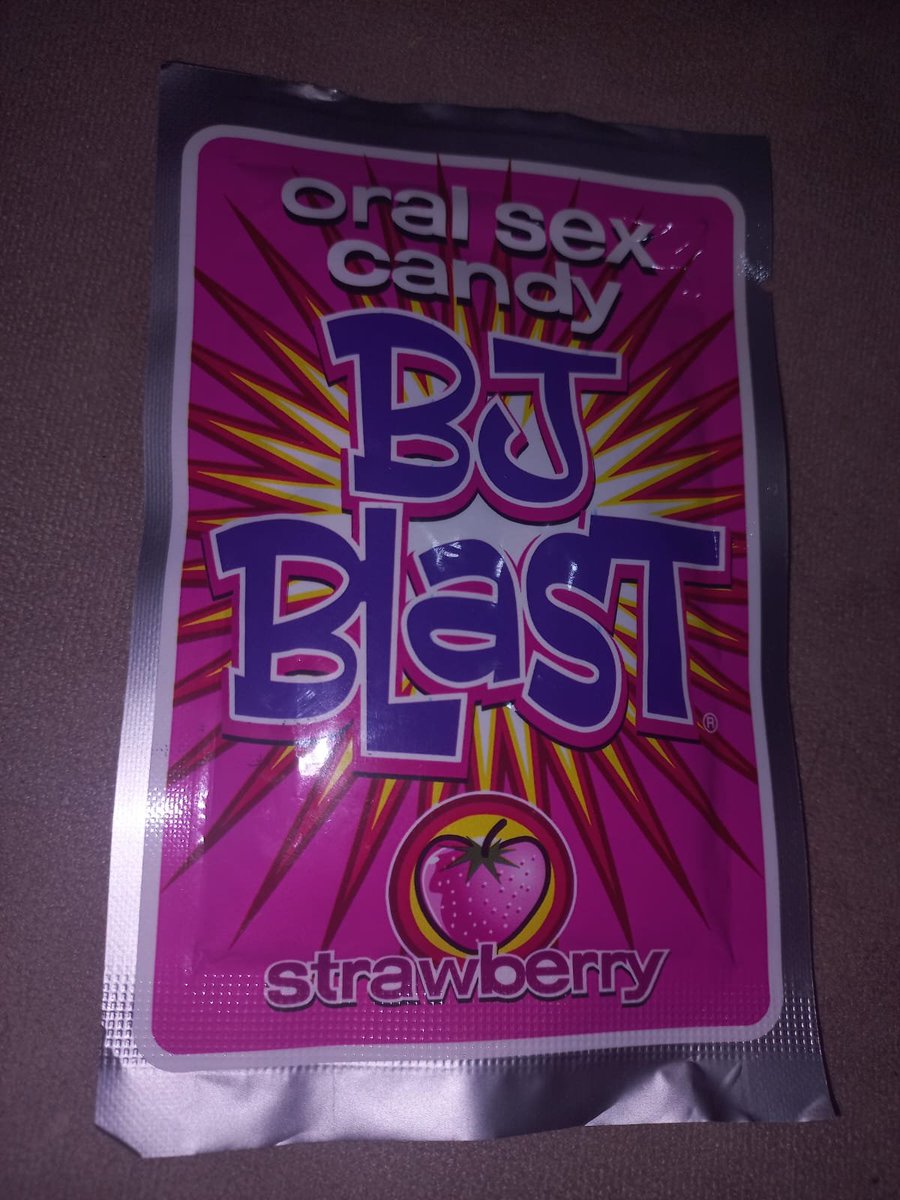 oral sex
candy
BJ
BLaST®
strawberry